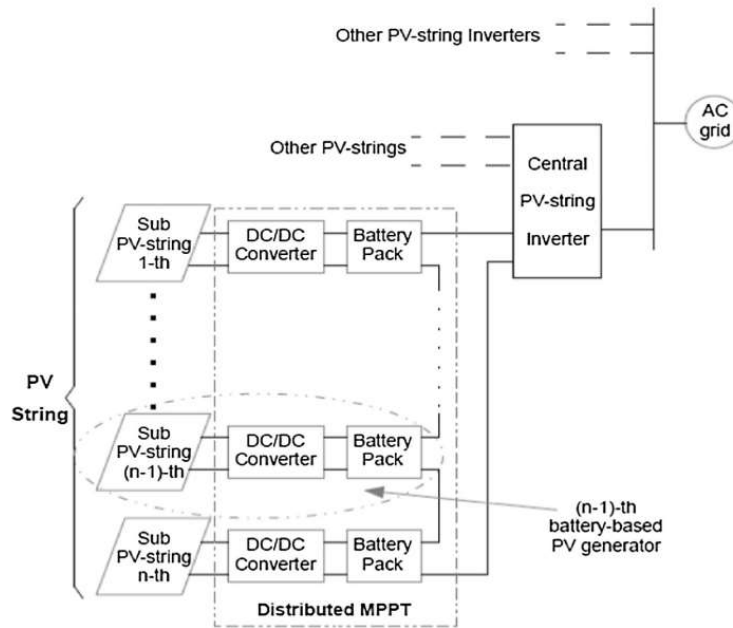 Other PV-string Inverters
AC
grid
Other PV-strings
Central
PV-string
Inverter
Sub
PV-string
1-th
DC/DC
Converter
Battery
Pack
PV
String
Sub
PV-string
(n-1)-th
DC/DC
Converter
Battery
Pack
(n-1)-th
battery-based
PV generator
Sub
PV-string
n-th
DC/DC
Converter
Battery
Pack
Distributed MPPT